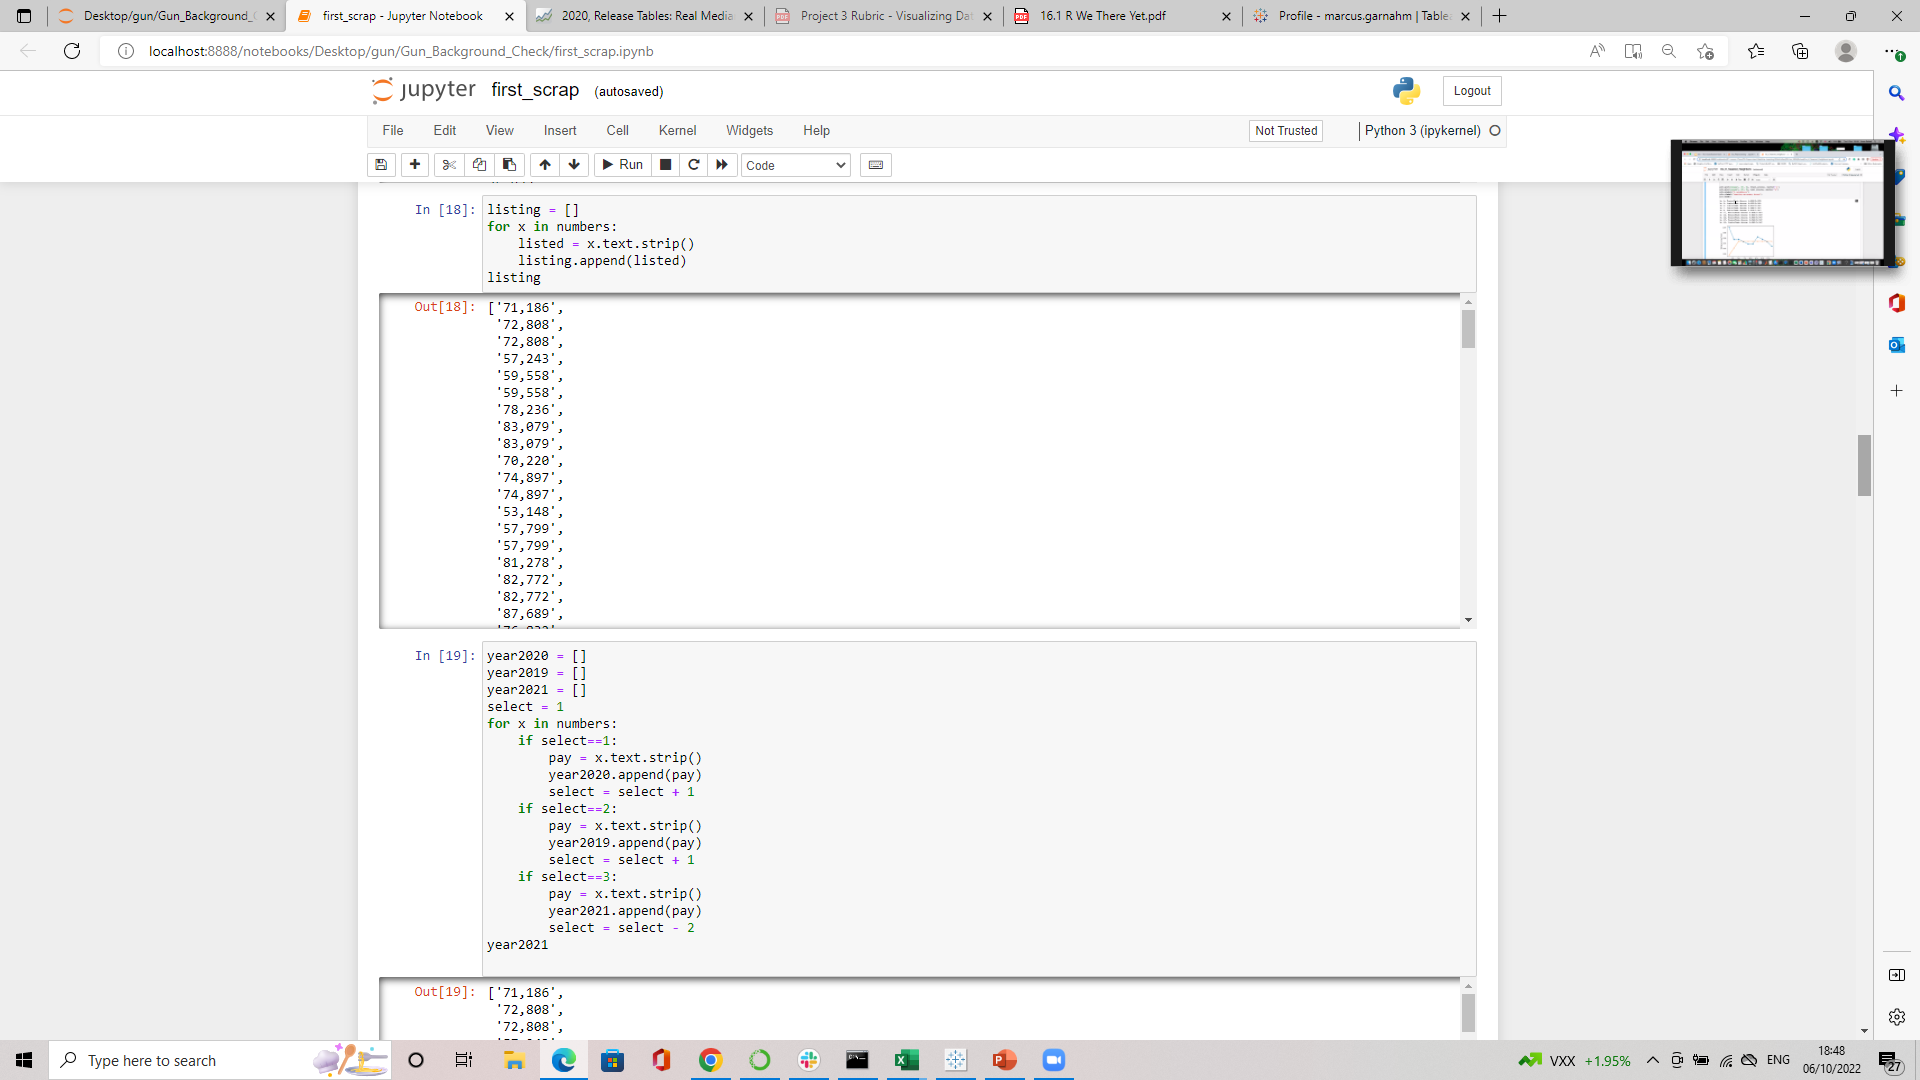 Desktop/gun/Gun_Background_
first_scrap - Jupyter Notebook
2020, Release Tables: Real Media
Project 3 Rubric - Visualizing Dat
16.1 R We There Yet.pdf
Profile - marcus.garnahm | Table
localhost:8888/notebooks/Desktop/gun/Gun_Background_Check/first_scrap.ipynb
jupyter first_scrap (autosaved)
Logout
File Edit View Insert Cell Kernel Widgets Help
Not Trusted
Python 3 (ipykernel)
Run
Code
In [18]:
listing = []
for x in numbers:
    listed = x.text.strip()
    listing.append(listed)
listing
Out[18]:
['71,186',
'72,808',
'72,808',
'57,243',
'59,558',
'59,558',
'78,236',
'83,079',
'83,079',
'70,220',
'74,897',
'74,897',
'53,148',
'57,799',
'57,799',
'81,278',
'82,772',
'82,772',
'87,689',
In [19]:
year2020 = []
year2019 = []
year2021 = []
select = 1
for x in numbers:
    if select==1:
        pay = x.text.strip()
        year2020.append(pay)
        select = select + 1
    if select==2:
        pay = x.text.strip()
        year2019.append(pay)
        select = select + 1
    if select==3:
        pay = x.text.strip()
        year2021.append(pay)
        select = select - 2
year2021
Out[19]:
['71,186',
'72,808',
'72,808',
Type here to search
VXX +1.95%
ENG
18:48
06/10/2022
27